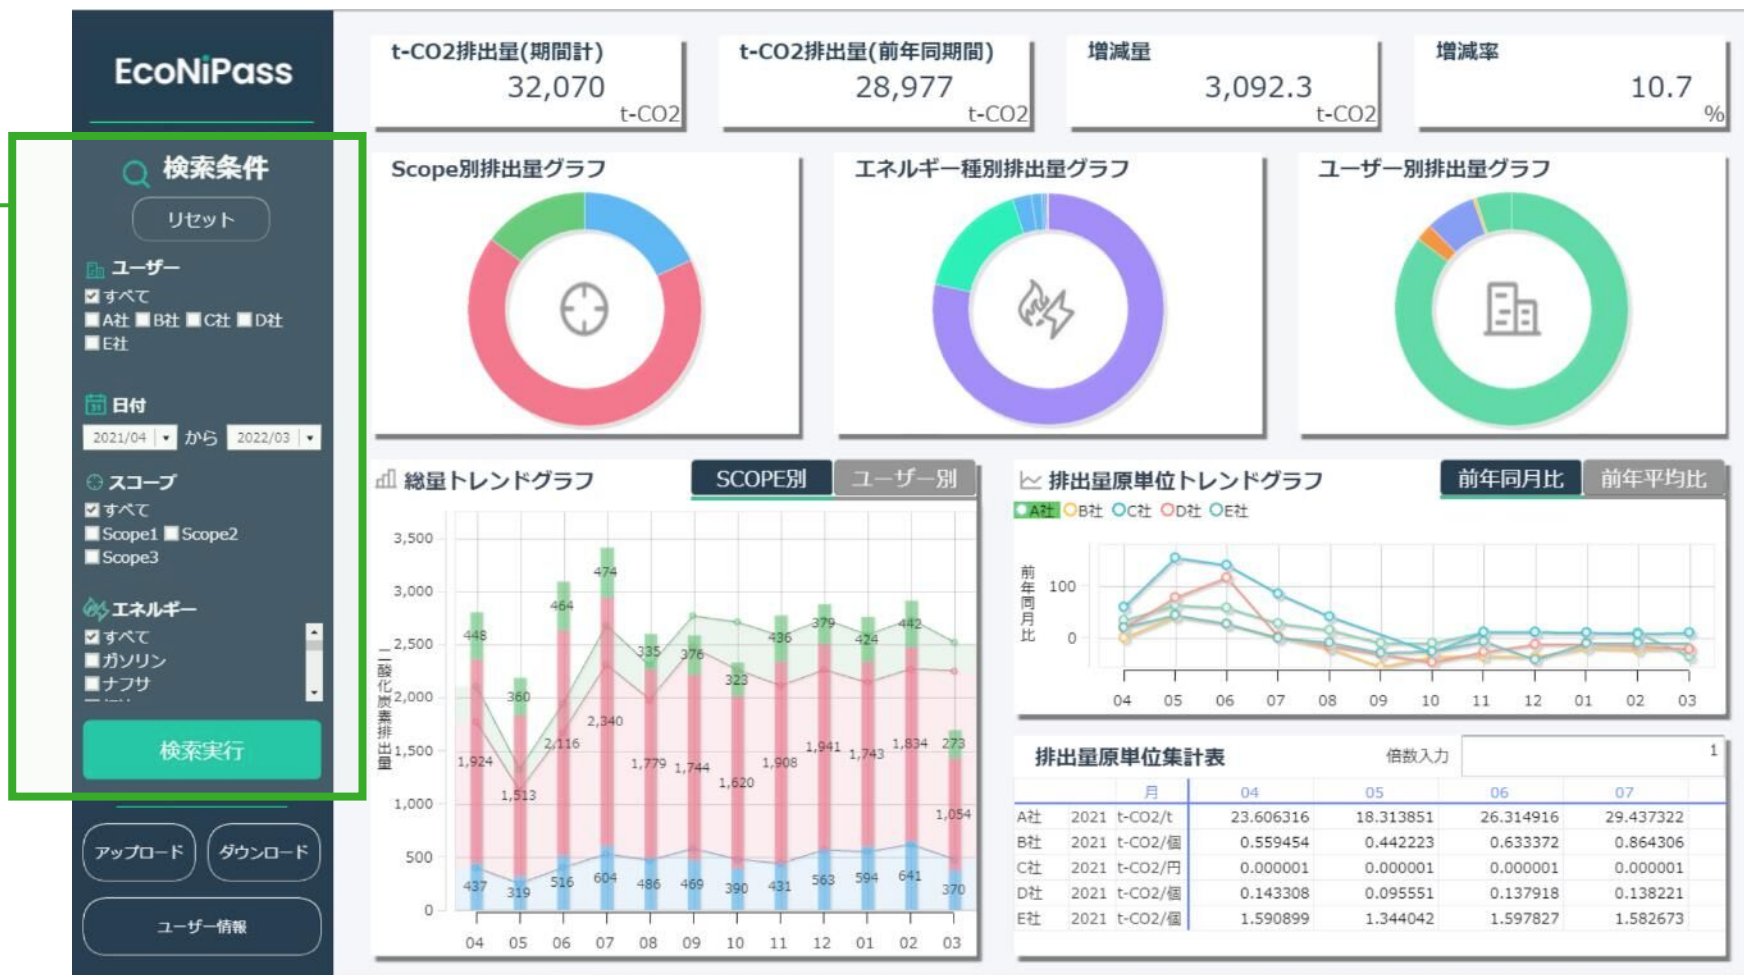 EcoNiPass
検索条件
リセット
ユーザー
すべて
A社 B社 C社 D社
E社
日付
2021/04 から 2022/03
スコープ
すべて
Scope1 Scope2
Scope3
エネルギー
すべて
ガソリン
ナフサ
検索実行
アップロード ダウンロード
ユーザー情報
t-CO2排出量(期間計)
32,070
t-CO2
t-CO2排出量(前年同期間)
28,977
t-CO2
増減量
3,092.3
t-CO2
増減率
10.7
%
Scope別排出量グラフ
エネルギー種別排出量グラフ
ユーザー別排出量グラフ
総量トレンドグラフ
SCOPE別 ユーザー別
二酸化炭素排出量
3,500
3,000
2,500
2,000
1,500
1,000
500
0
448 360 464 474 335 376 323 436 379 424 442 273
1,924 1,513 2,116 2,340 1,779 1,744 1,620 1,908 1,941 1,743 1,834 1,054
437 319 516 604 486 469 390 431 563 594 641 370
04 05 06 07 08 09 10 11 12 01 02 03
排出量原単位トレンドグラフ
前年同月比 前年平均比
A社 B社 C社 D社 E社
前年同月比
100
0
04 05 06 07 08 09 10 11 12 01 02 03
排出量原単位集計表
倍数入力 1
月 04 05 06 07
A社 2021 t-CO2/t 23.606316 18.313851 26.314916 29.437322
B社 2021 t-CO2/個 0.559454 0.442223 0.633372 0.864306
C社 2021 t-CO2/円 0.000001 0.000001 0.000001 0.000001
D社 2021 t-CO2/個 0.143308 0.095551 0.137918 0.138221
E社 2021 t-CO2/個 1.590899 1.344042 1.597827 1.582673